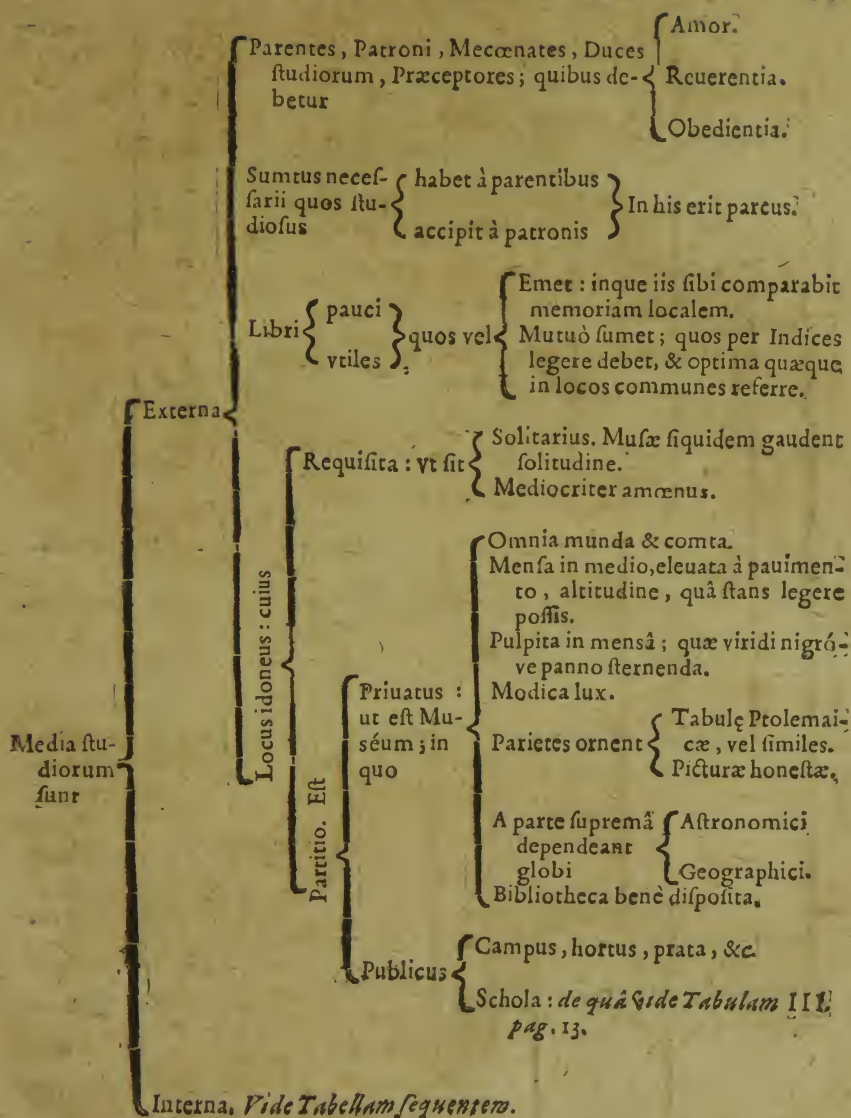 Parentes, Patroni, Mecœnates, Duces
ſtudiorum, Præceptores; quibus de-
betur
Amor.
Reuerentia.
Obedientia.
Sumtus neceſ-
ſarii quos ſtu-
dioſus
habet à parentibus
accipit à patronis
In his erit parcus.
Libri
pauci
vtiles
quos vel
Emet: inque iis ſibi comparabit
memoriam localem.
Mutuò ſumet; quos per Indices
legere debet, & optima quæque
in locos communes referre.
Externa
Locus idoneus: cuius
Requiſita: vt ſit
Solitarius. Muſæ ſiquidem gaudent
ſolitudine.
Mediocriter amœnus.
Partitio. Eſt
Priuatus:
ut eſt Mu-
séum; in
quo
Omnia munda & comta.
Menſa in medio, eleuata à pauimen-
to, altitudine, quâ ſtans legere
poſſis.
Pulpita in mensâ; quæ viridi nigró-
ve panno ſternenda.
Modica lux.
Parietes ornent
Tabulę Ptolemai-
cæ, vel ſimiles.
Picturæ honeſtæ.
A parte ſupremâ
dependeant
globi
Aſtronomici
Geographici.
Bibliotheca benè diſpoſita.
Publicus
Campus, hortus, prata, &c.
Schola: de quâ vide Tabulam III.
pag. 13.
Media ſtu-
diorum
ſunt
Interna. Vide Tabellam ſequentem.